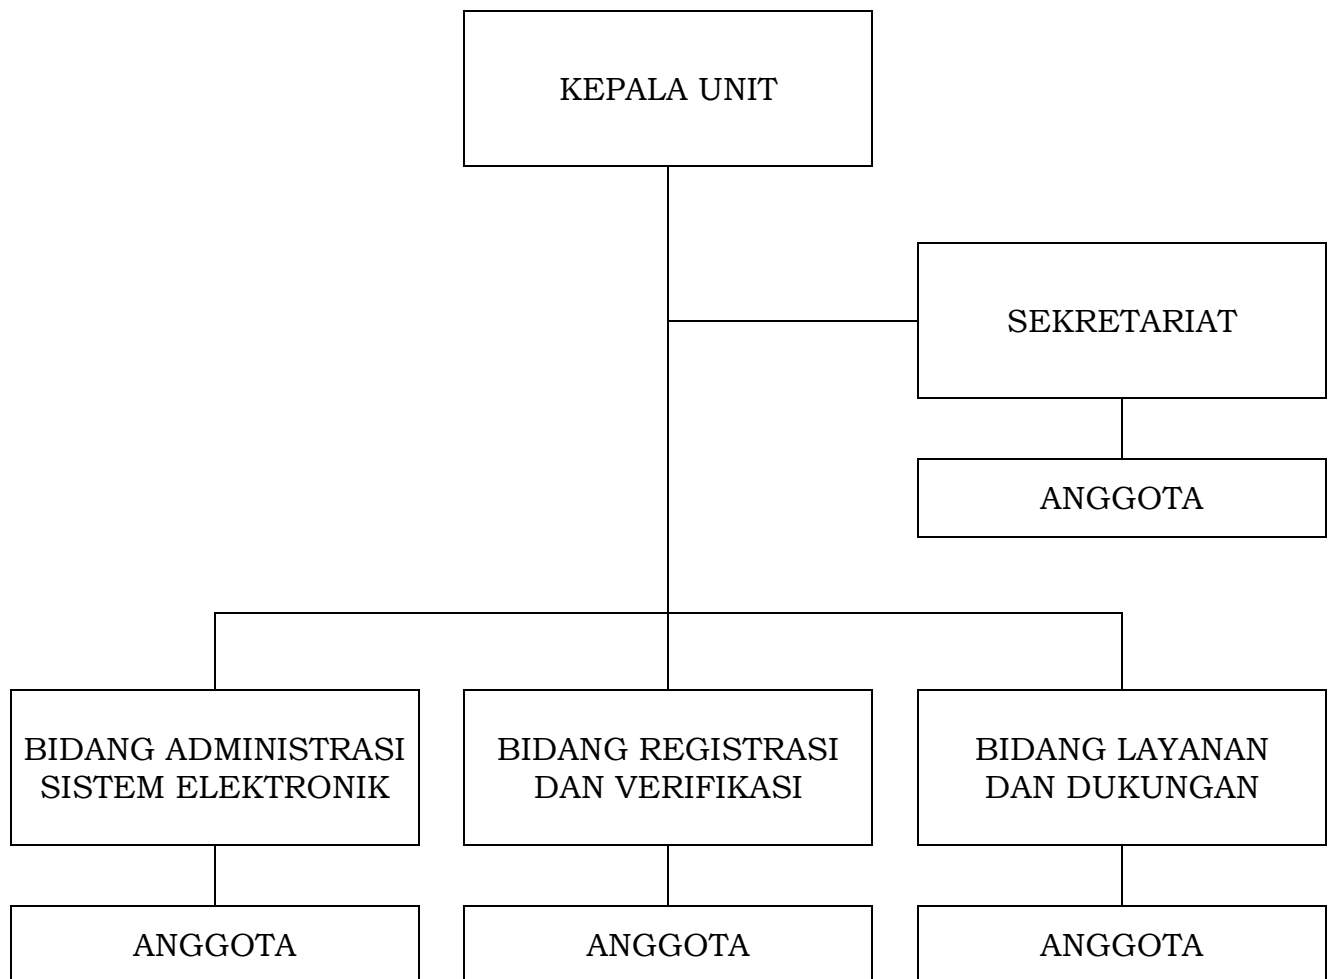 KEPALA UNIT
SEKRETARIAT
ANGGOTA
BIDANG ADMINISTRASI
SISTEM ELEKTRONIK
BIDANG REGISTRASI
DAN VERIFIKASI
BIDANG LAYANAN
DAN DUKUNGAN
ANGGOTA
ANGGOTA
ANGGOTA